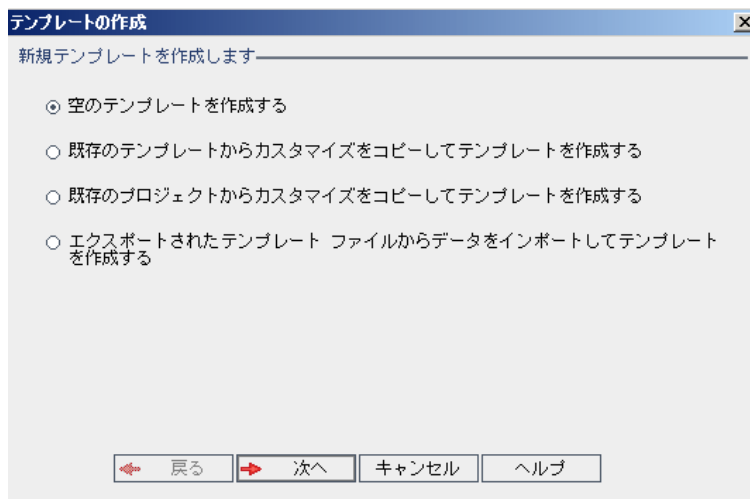 テンプレートの作成
新規テンプレートを作成します
空のテンプレートを作成する
既存のテンプレートからカスタマイズをコピーしてテンプレートを作成する
既存のプロジェクトからカスタマイズをコピーしてテンプレートを作成する
エクスポートされたテンプレート ファイルからデータをインポートしてテンプレート
を作成する
戻る 次へ キャンセル ヘルプ